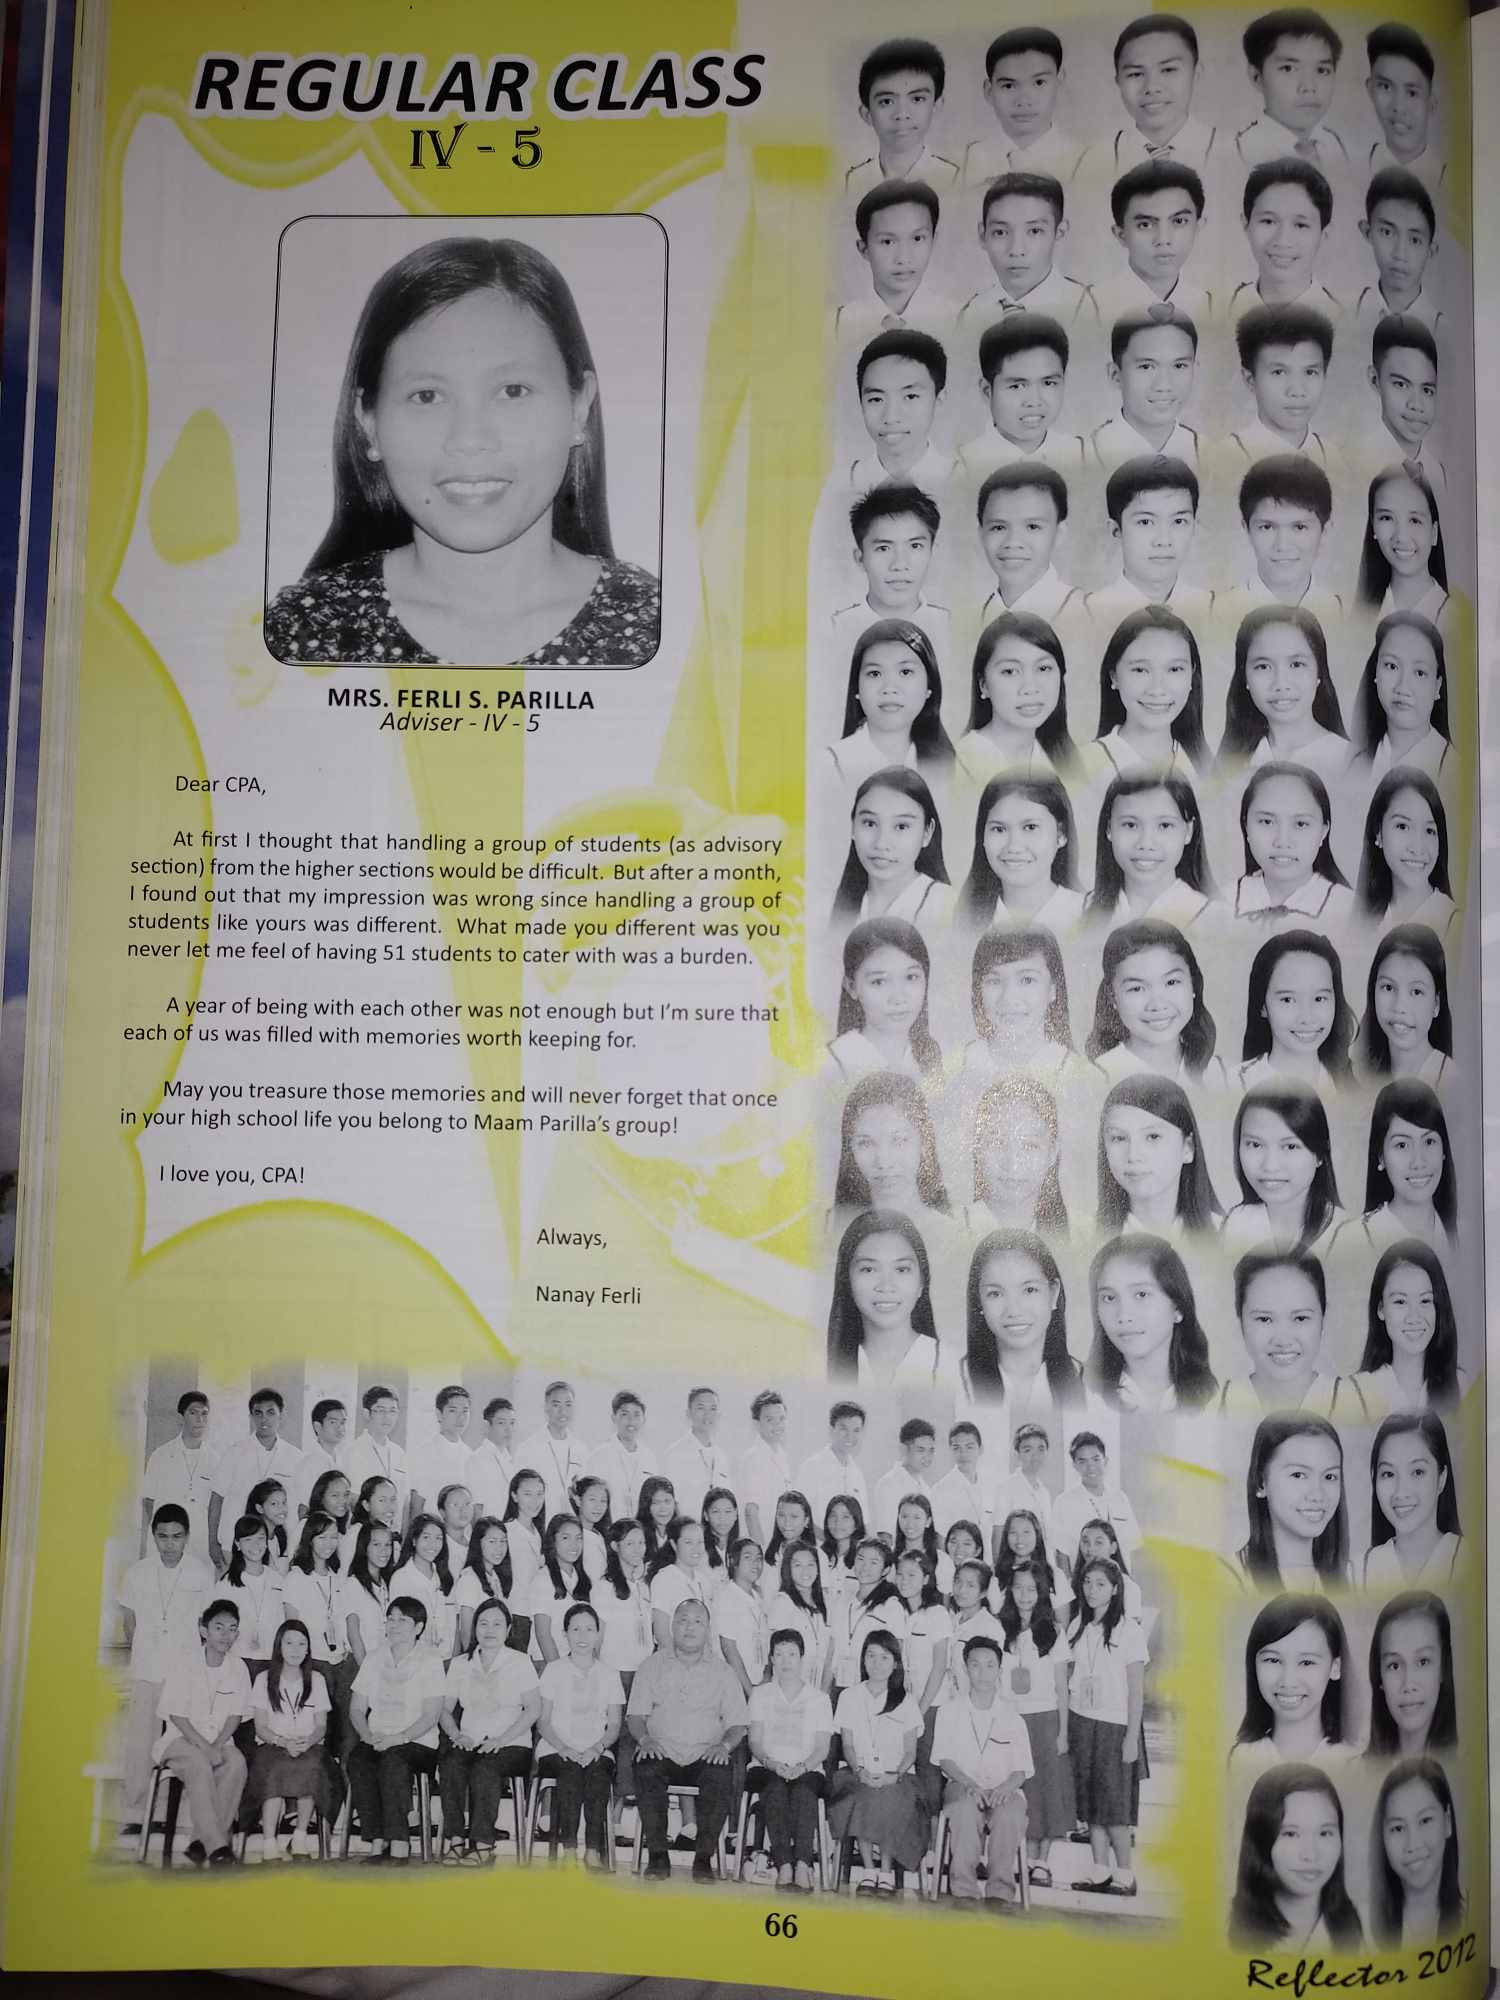 REGULAR CLASS
IV - 5
MRS. FERLI S. PARILLA
Adviser - IV - 5
Dear CPA,
At first I thought that handling a group of students (as advisory
section) from the higher sections would be difficult. But after a month,
I found out that my impression was wrong since handling a group of
students like yours was different. What made you different was you
never let me feel of having 51 students to cater with was a burden.
A year of being with each other was not enough but I'm sure that
each of us was filled with memories worth keeping for.
May you treasure those memories and will never forget that once
in your high school life you belong to Maam Parilla's group!
I love you, CPA!
Always,
Nanay Ferli
66
Reflector 2012